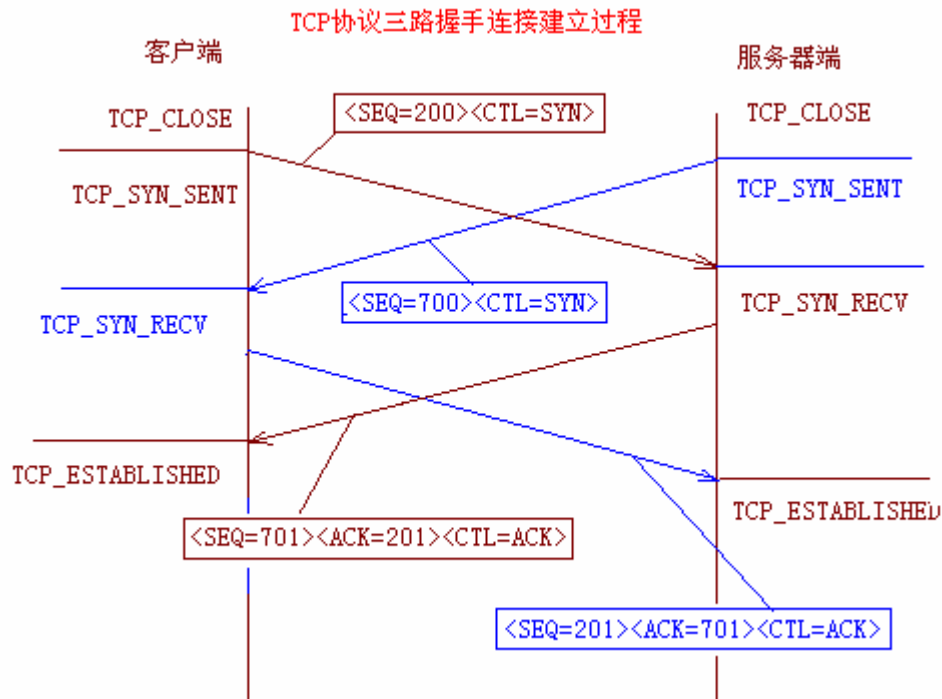 TCP协议三路握手连接建立过程
客户端
服务器端
TCP_CLOSE
<SEQ=200><CTL=SYN>
TCP_CLOSE
TCP_SYN_SENT
TCP_SYN_SENT
<SEQ=700><CTL=SYN>
TCP_SYN_RECV
TCP_SYN_RECV
TCP_ESTABLISHED
TCP_ESTABLISHED
<SEQ=701><ACK=201><CTL=ACK>
<SEQ=201><ACK=701><CTL=ACK>